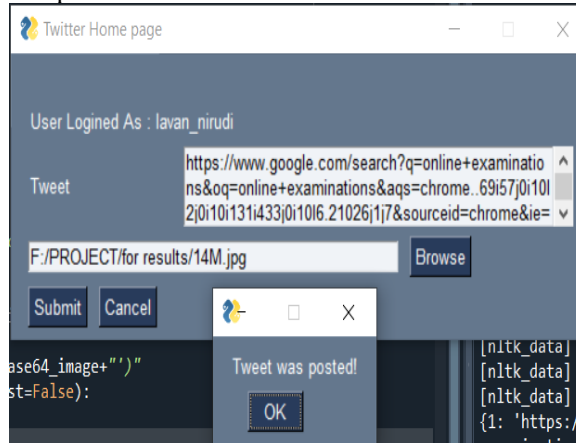 Twitter Home page
User Logined As : lavan_nirudi
Tweet
https://www.google.com/search?q=online+examinatio
ns&oq=online+examinations&aqs=chrome..69i57j0i10l
2j0i10i131i433j0i10l6.21026j1j7&sourceid=chrome&ie=
F:/PROJECT/for results/14M.jpg
Browse
Submit Cancel
Tweet was posted!
OK
ase64_image+"')"
st=False):
[nltk_data]
[nltk_data]
[nltk_data]
{1: 'https:/